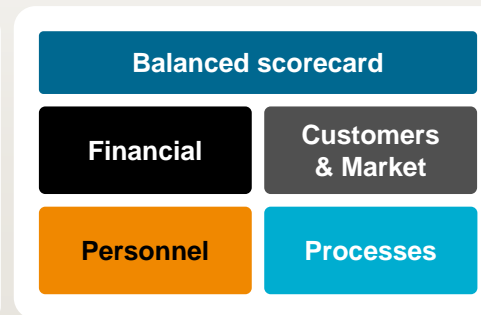 Balanced scorecard
Financial
Customers
& Market
Personnel
Processes